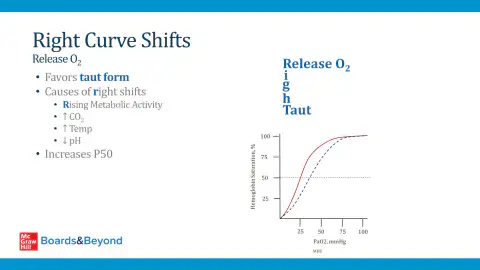 Right Curve Shifts
Release O₂
• Favors taut form
• Causes of right shifts
• Rising Metabolic Activity
• ↑CO₂
• ↑Temp
• ↓pH
• Increases P50
Release O₂
i
g
h
Taut
Hemoglobin Saturation, %
100
75
50
25
25 50 75 100
PaO2, mmHg
Mc
Graw
Hill
Boards&Beyond